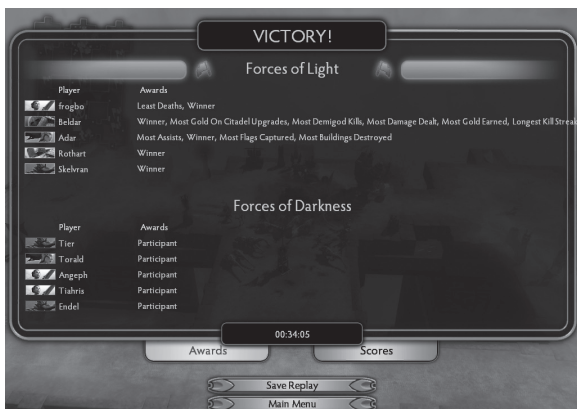 VICTORY!
Forces of Light
Player Awards
frogbo Least Deaths, Winner
Beldar Winner, Most Gold On Citadel Upgrades, Most Demigod Kills, Most Damage Dealt, Most Gold Earned, Longest Kill Streak
Adar Most Assists, Winner, Most Flags Captured, Most Buildings Destroyed
Rothart Winner
Skelvran Winner
Forces of Darkness
Player Awards
Tier Participant
Torald Participant
Angeph Participant
Tiahris Participant
Endel Participant
00:34:05
Awards Scores
Save Replay
Main Menu